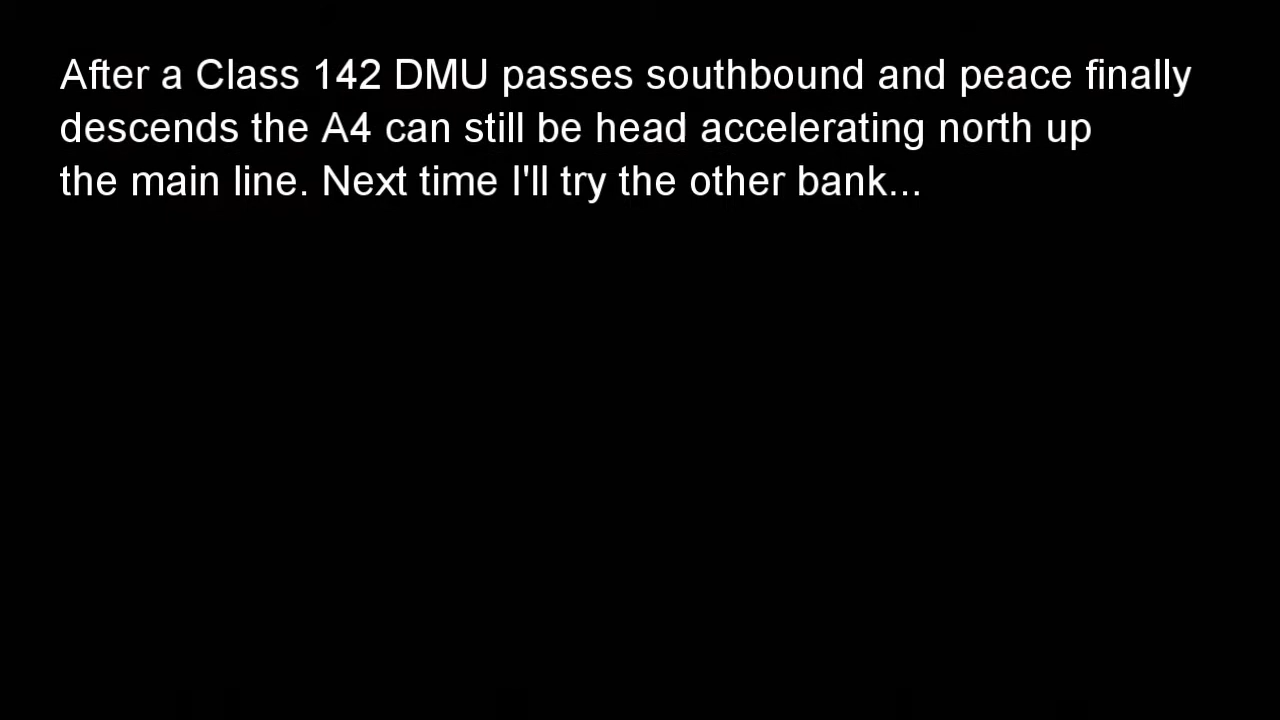 After a Class 142 DMU passes southbound and peace finally
descends the A4 can still be head accelerating north up
the main line. Next time I'll try the other bank...